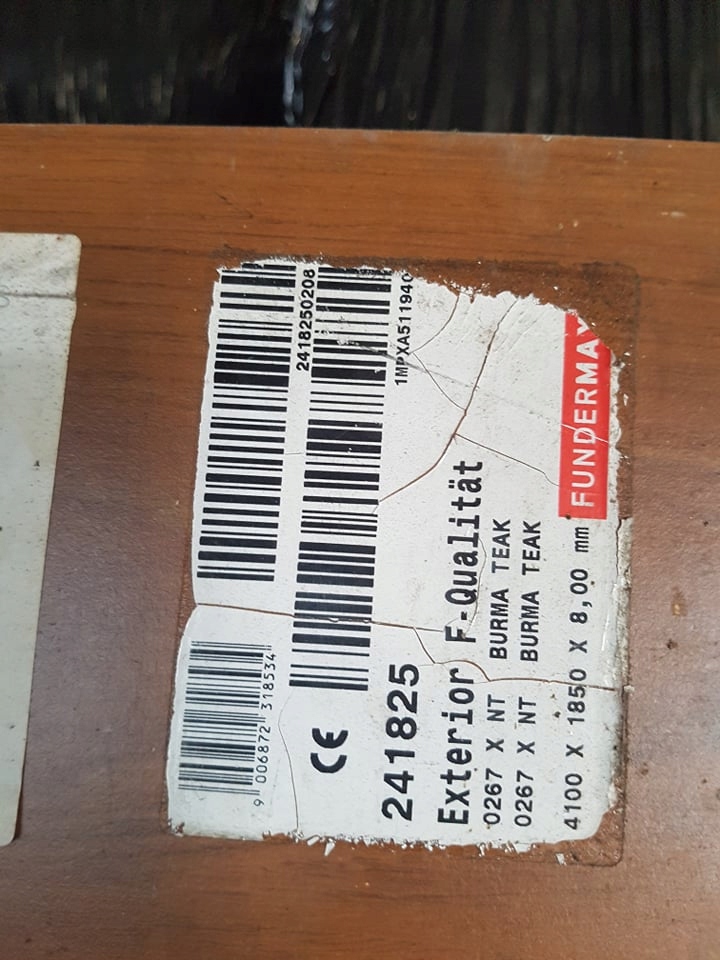 9 006872 318534
2418250208
1MPXA511940
CE
241825
Exterior F-Qualität
0267 X NT BURMA TEAK
0267 X NT BURMA TEAK
4100 X 1850 X 8,00 mm
FUNDERMAX